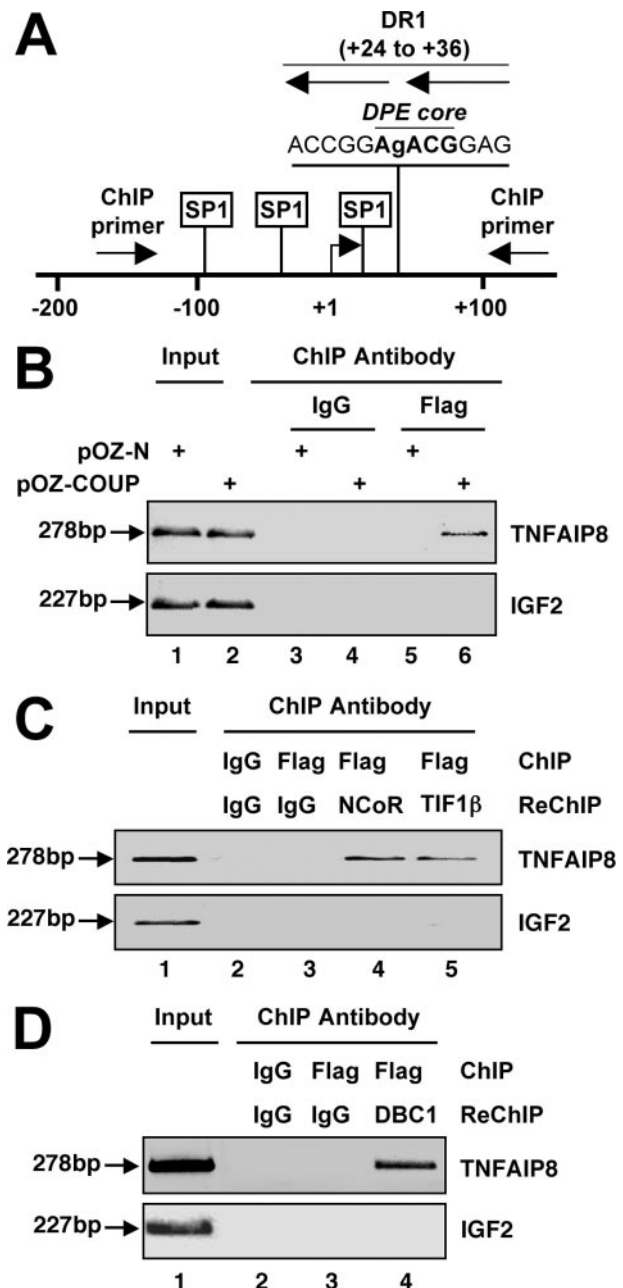 A
DR1
(+24 to +36)
DPE core
ACCGGAgACGGAG
ChIP primer
SP1 SP1 SP1
ChIP primer
-200 -100 +1 +100
B
Input ChIP Antibody
IgG Flag
pOZ-N + + +
pOZ-COUP + + +
278bp TNFAIP8
227bp IGF2
1 2 3 4 5 6
C
Input ChIP Antibody
IgG Flag Flag Flag ChIP
IgG IgG NCoR TIF1β ReChIP
278bp TNFAIP8
227bp IGF2
1 2 3 4 5
D
Input ChIP Antibody
IgG Flag Flag ChIP
IgG IgG DBC1 ReChIP
278bp TNFAIP8
227bp IGF2
1 2 3 4